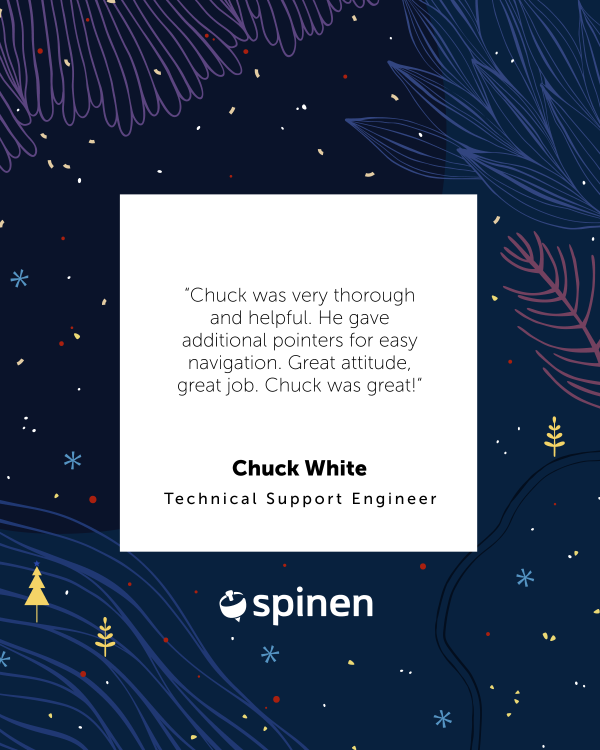 “Chuck was very thorough
and helpful. He gave
additional pointers for easy
navigation. Great attitude,
great job. Chuck was great!”
Chuck White
Technical Support Engineer
spinen